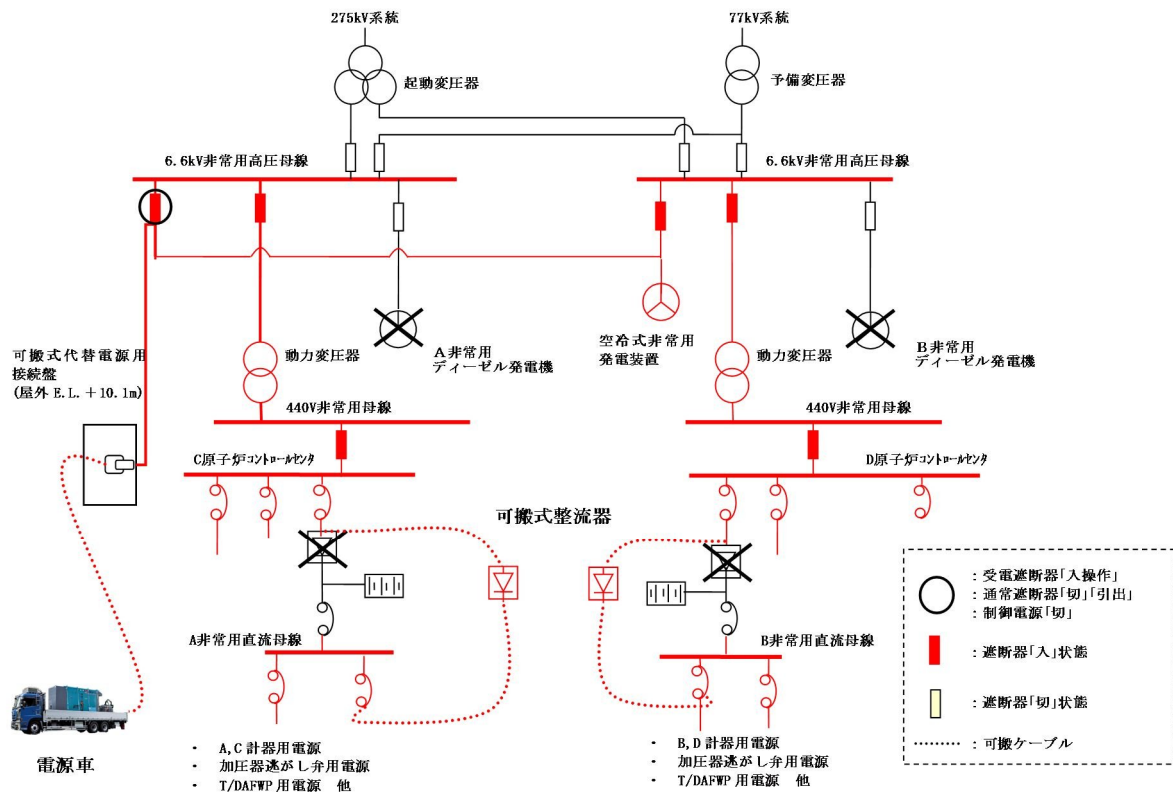 275kV系統
77kV系統
起動変圧器
予備変圧器
6.6kV非常用高圧母線
6.6kV非常用高圧母線
可搬式代替電源用
接続盤
(屋外 E.L.＋10.1m)
動力変圧器
A非常用
ディーゼル発電機
空冷式非常用
発電装置
動力変圧器
B非常用
ディーゼル発電機
440V非常用母線
440V非常用母線
C原子炉コントロールセンタ
D原子炉コントロールセンタ
可搬式整流器
A非常用直流母線
B非常用直流母線
：受電遮断器「入操作」
：通常遮断器「切」「引出」
：制御電源「切」
：遮断器「入」状態
：遮断器「切」状態
：可搬ケーブル
電源車
・ A,C 計器用電源
・ 加圧器逃がし弁用電源
・ T/DAFWP 用電源 他
・ B,D 計器用電源
・ 加圧器逃がし弁用電源
・ T/DAFWP 用電源 他